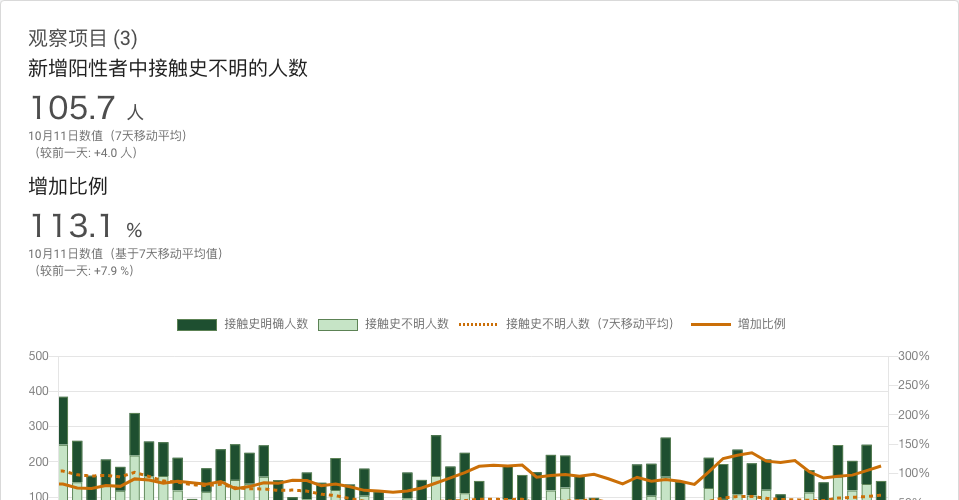 观察项目 (3)
新增阳性者中接触史不明的人数
105.7 人
10月11日数值（7天移动平均）
（较前一天: +4.0 人）
增加比例
113.1 %
10月11日数值（基于7天移动平均值）
（较前一天: +7.9 %）
接触史明确人数 接触史不明人数 接触史不明人数（7天移动平均） 增加比例
500 300%
400 250%
300 200%
200 150%
100 100%